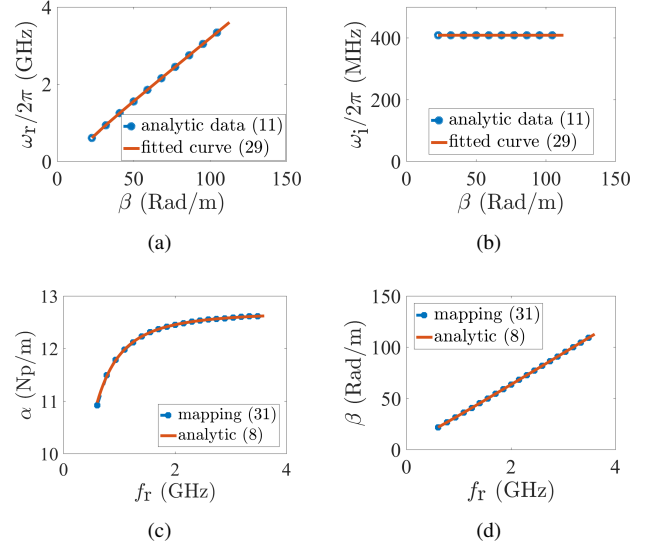 4
2
0
ω_r/2π (GHz)
analytic data (11)
fitted curve (29)
0 50 100 150
β (Rad/m)
(a)
400
200
0
ω_i/2π (MHz)
analytic data (11)
fitted curve (29)
0 50 100 150
β (Rad/m)
(b)
13
12
11
10
α (Np/m)
mapping (31)
analytic (8)
0 2 4
f_r (GHz)
(c)
150
100
50
0
β (Rad/m)
mapping (31)
analytic (8)
0 2 4
f_r (GHz)
(d)